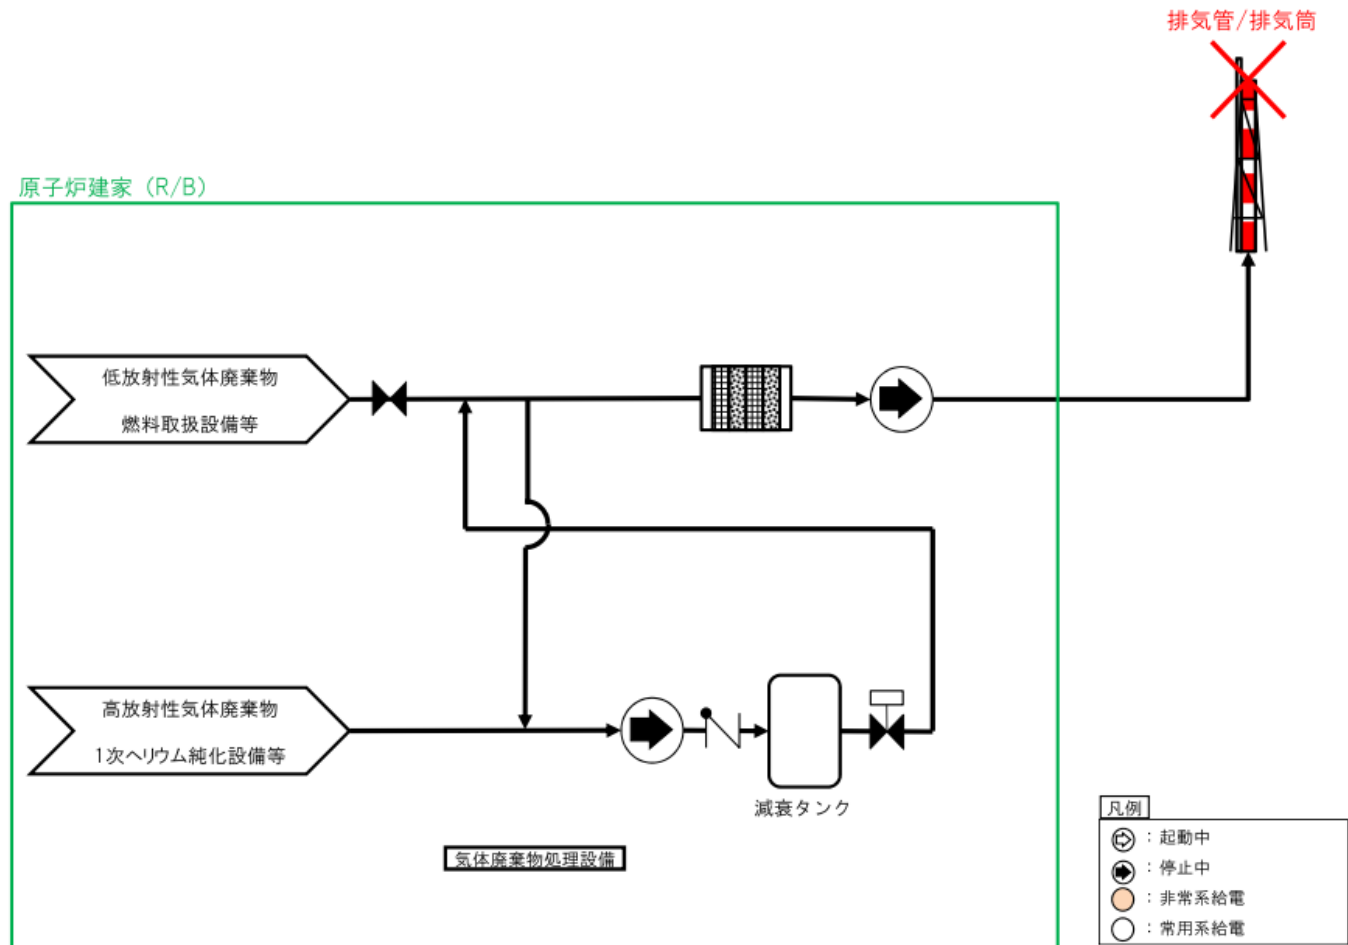 排気管/排気筒
原子炉建家（R/B）
低放射性気体廃棄物
燃料取扱設備等
高放射性気体廃棄物
1次ヘリウム純化設備等
減衰タンク
気体廃棄物処理設備
凡例
：起動中
：停止中
：非常系給電
：常用系給電